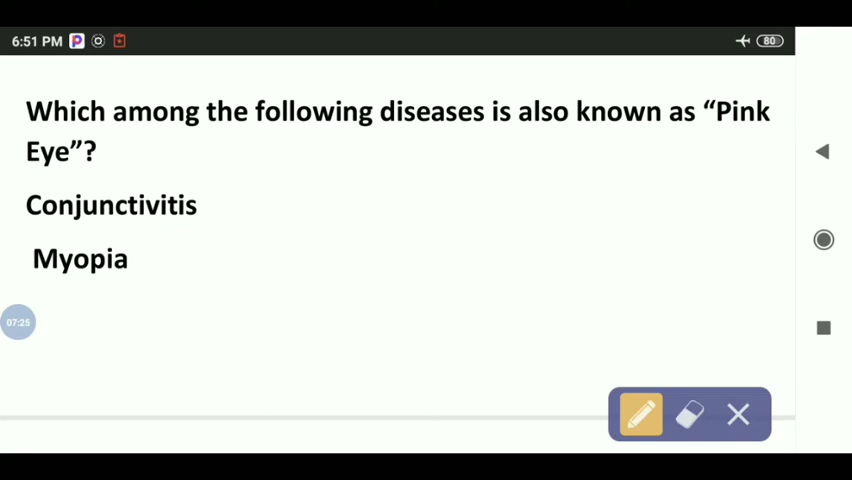 6:51 PM
80
Which among the following diseases is also known as “Pink
Eye”?
Conjunctivitis
Myopia
07:25